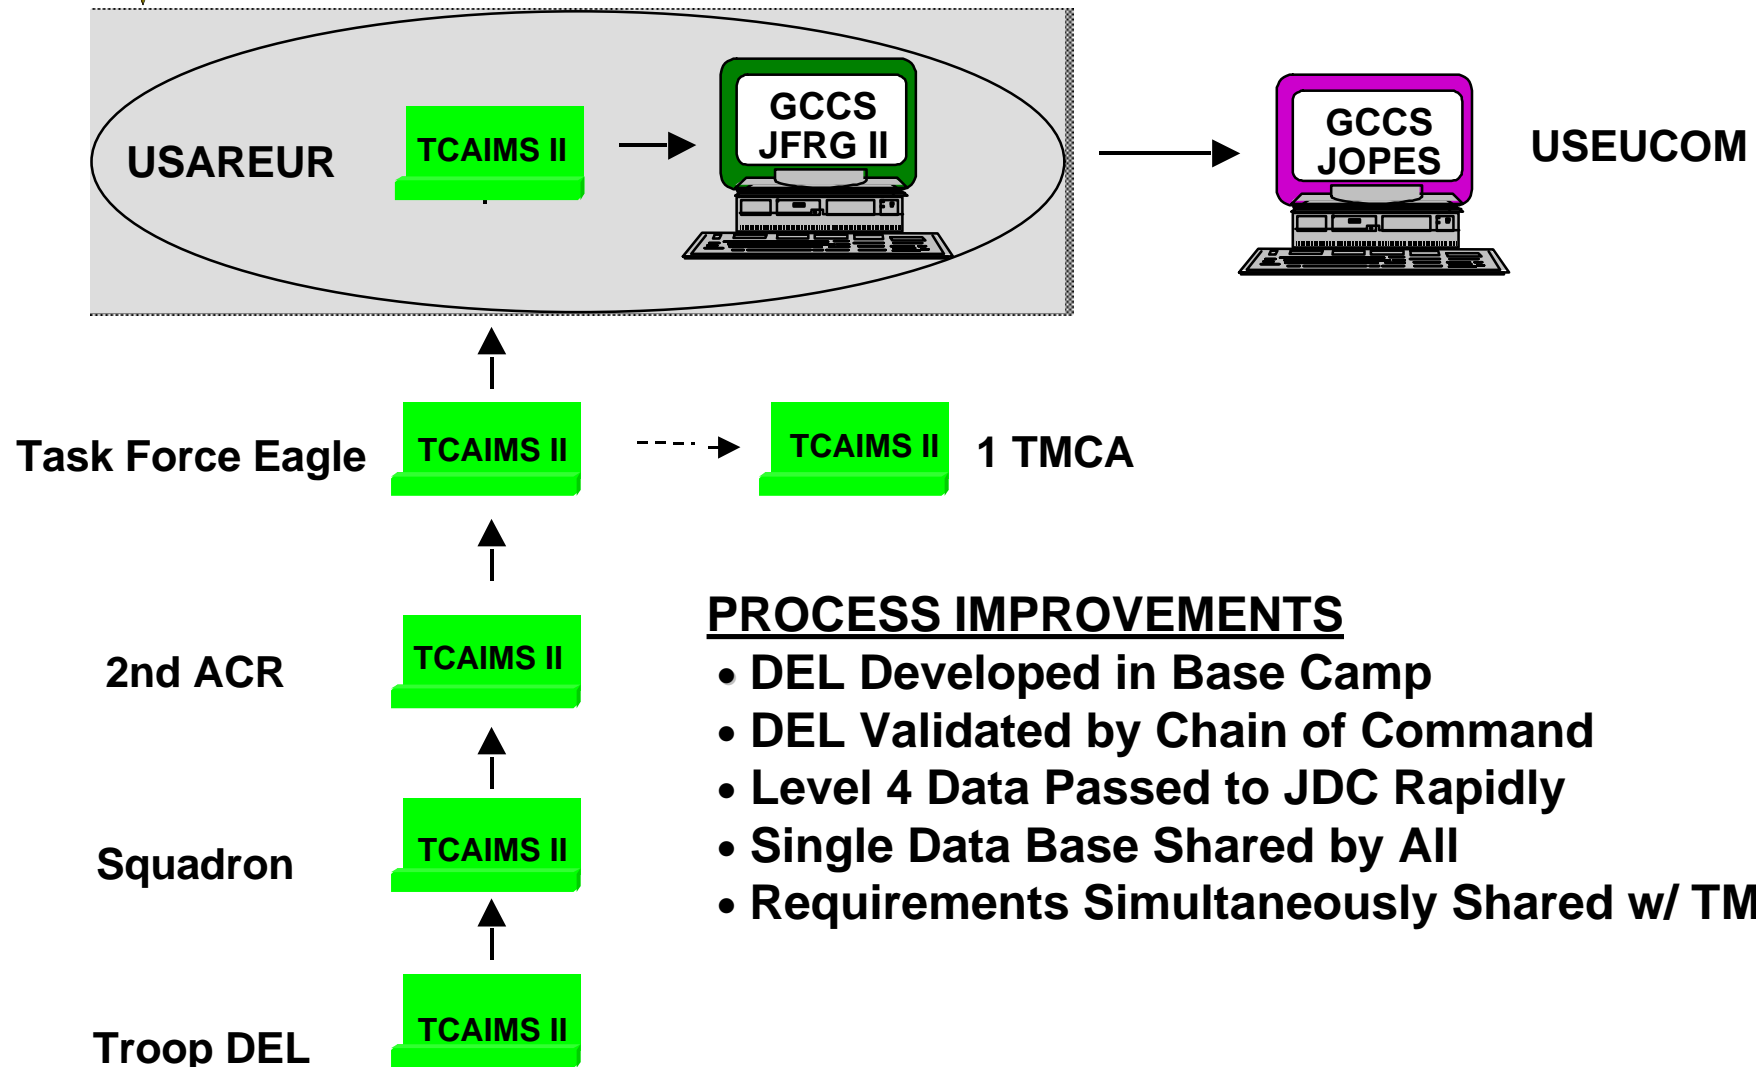 USAREUR
TCAIMS II
GCCS
JFRG II
GCCS
JOPES
USEUCOM
Task Force Eagle
TCAIMS II
TCAIMS II
1 TMCA
2nd ACR
TCAIMS II
Squadron
TCAIMS II
Troop DEL
TCAIMS II
PROCESS IMPROVEMENTS
• DEL Developed in Base Camp
• DEL Validated by Chain of Command
• Level 4 Data Passed to JDC Rapidly
• Single Data Base Shared by All
• Requirements Simultaneously Shared w/